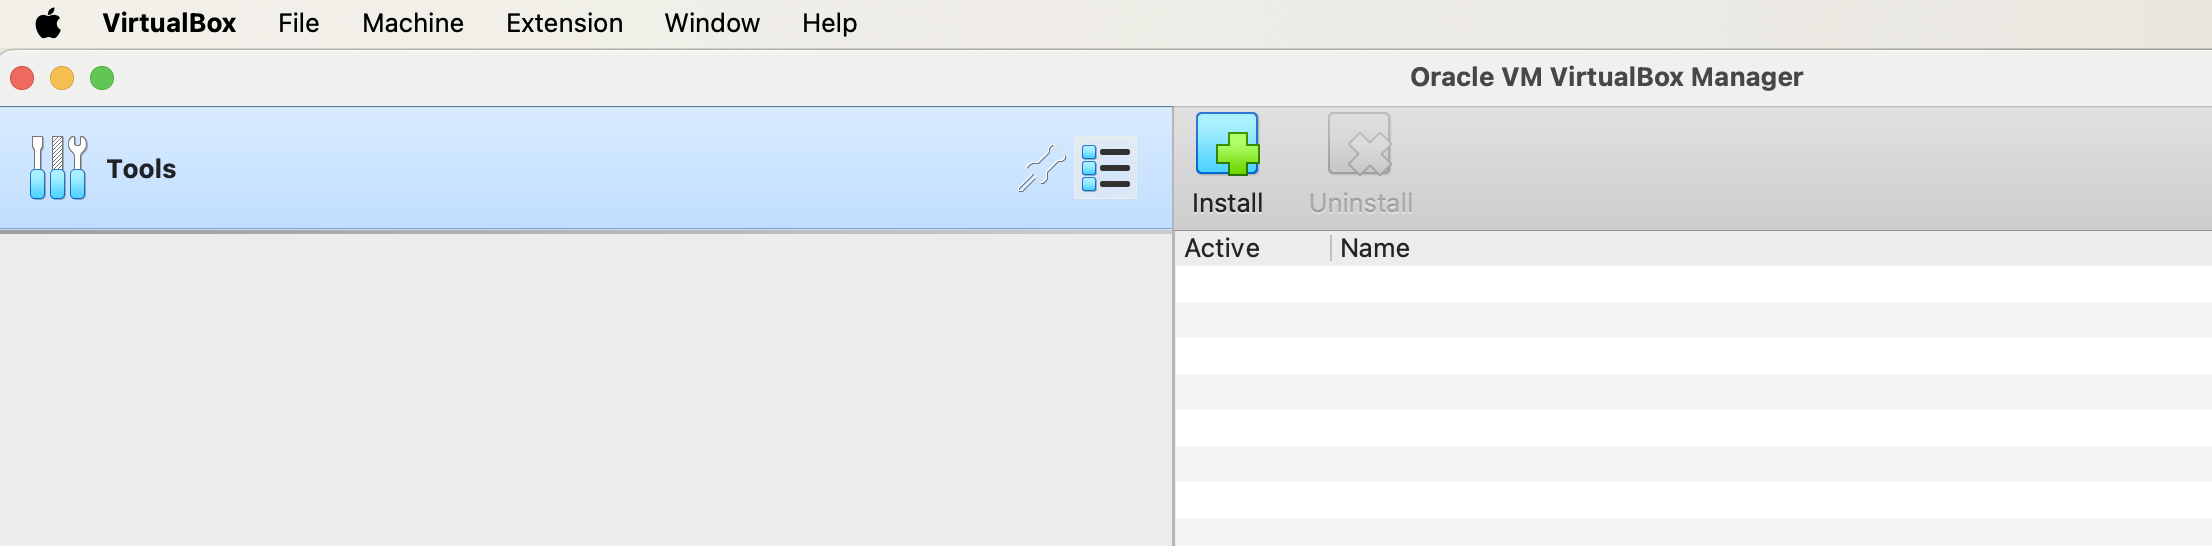 VirtualBox File Machine Extension Window Help
Oracle VM VirtualBox Manager
Tools
Install Uninstall
Active Name